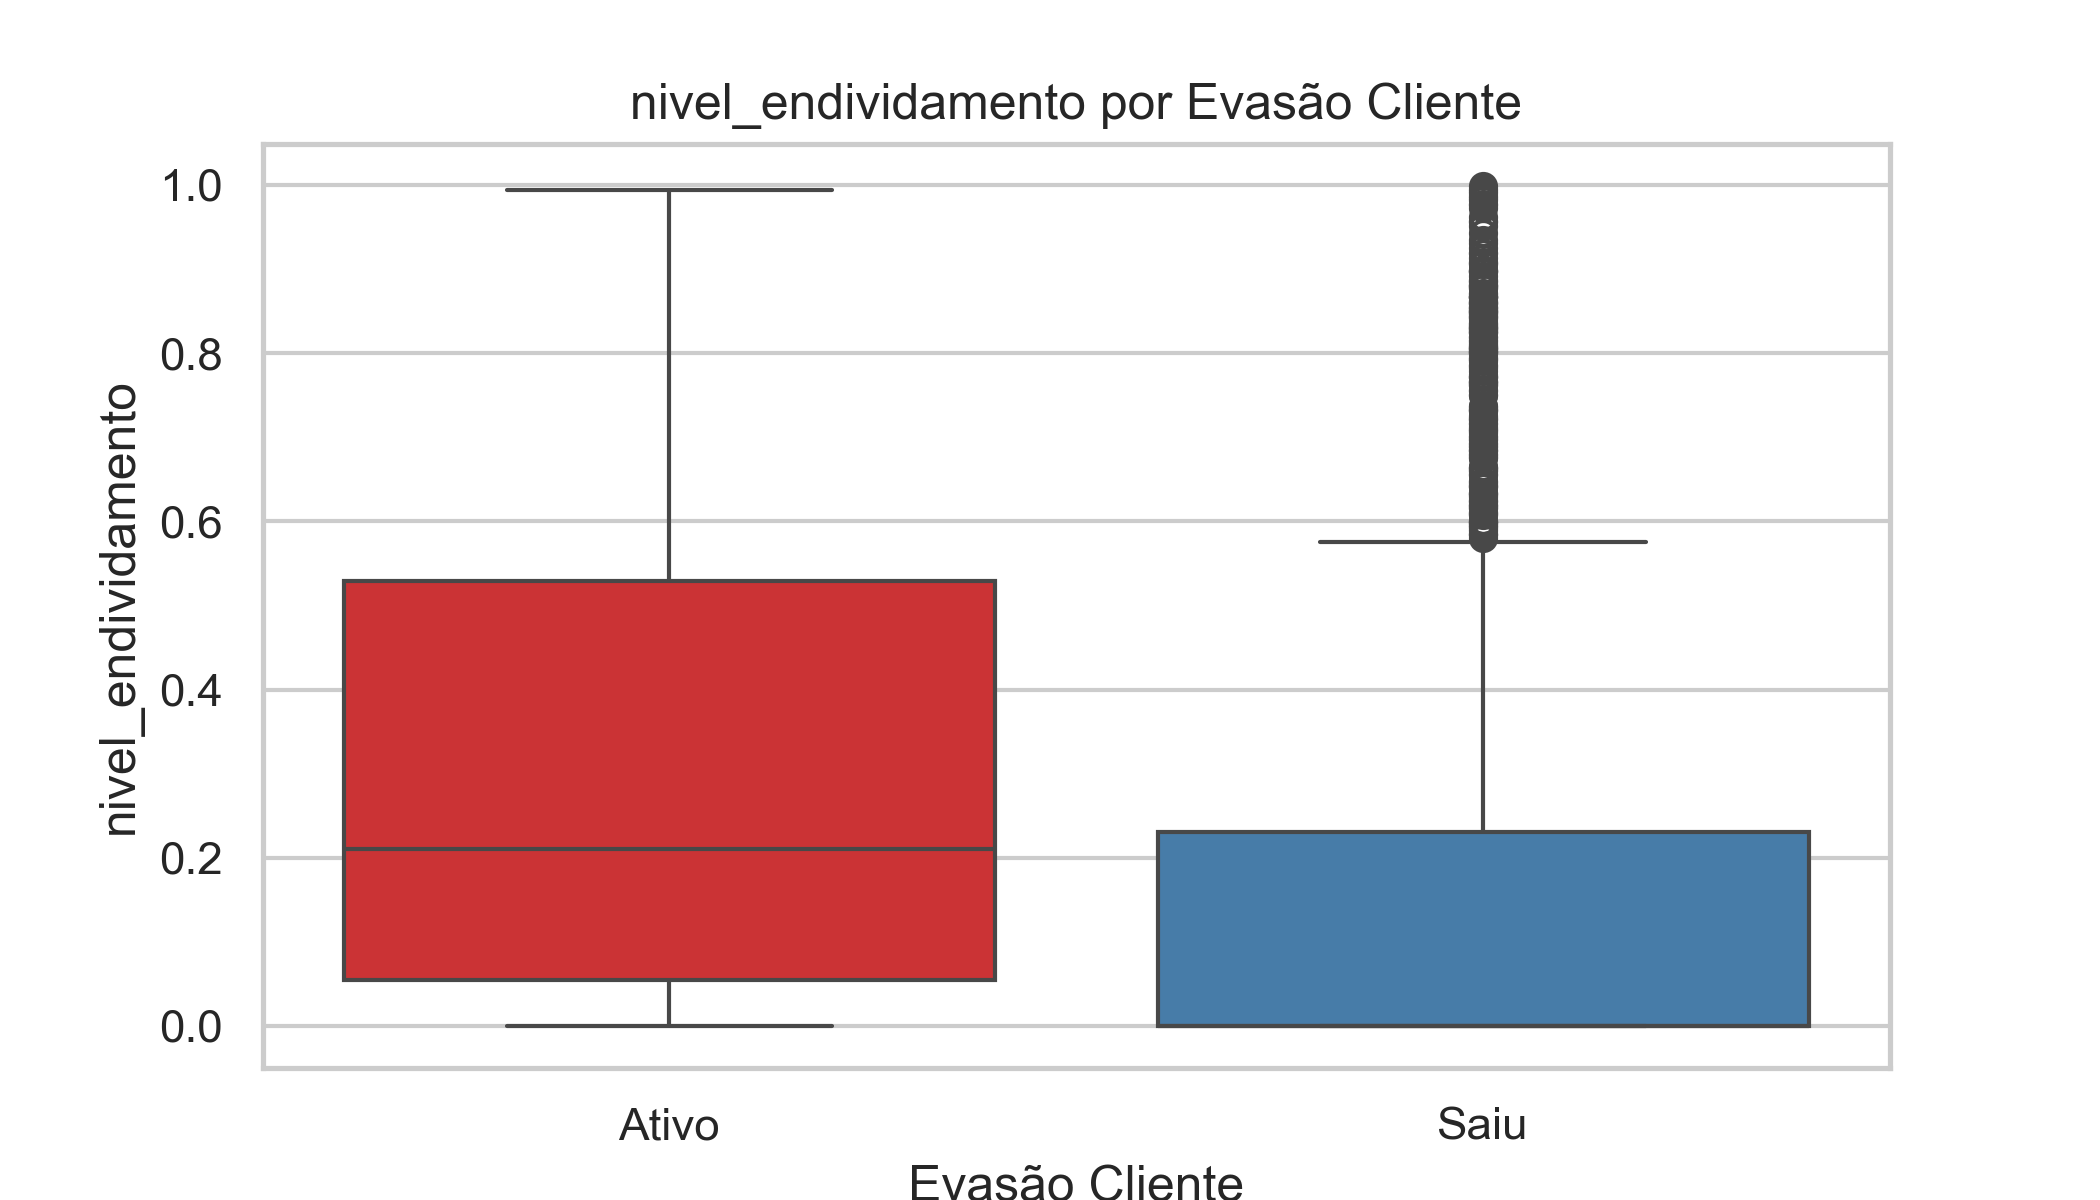 nivel_endividamento por Evasão Cliente
nivel_endividamento
1.0
0.8
0.6
0.4
0.2
0.0
Ativo
Saiu
Evasão Cliente